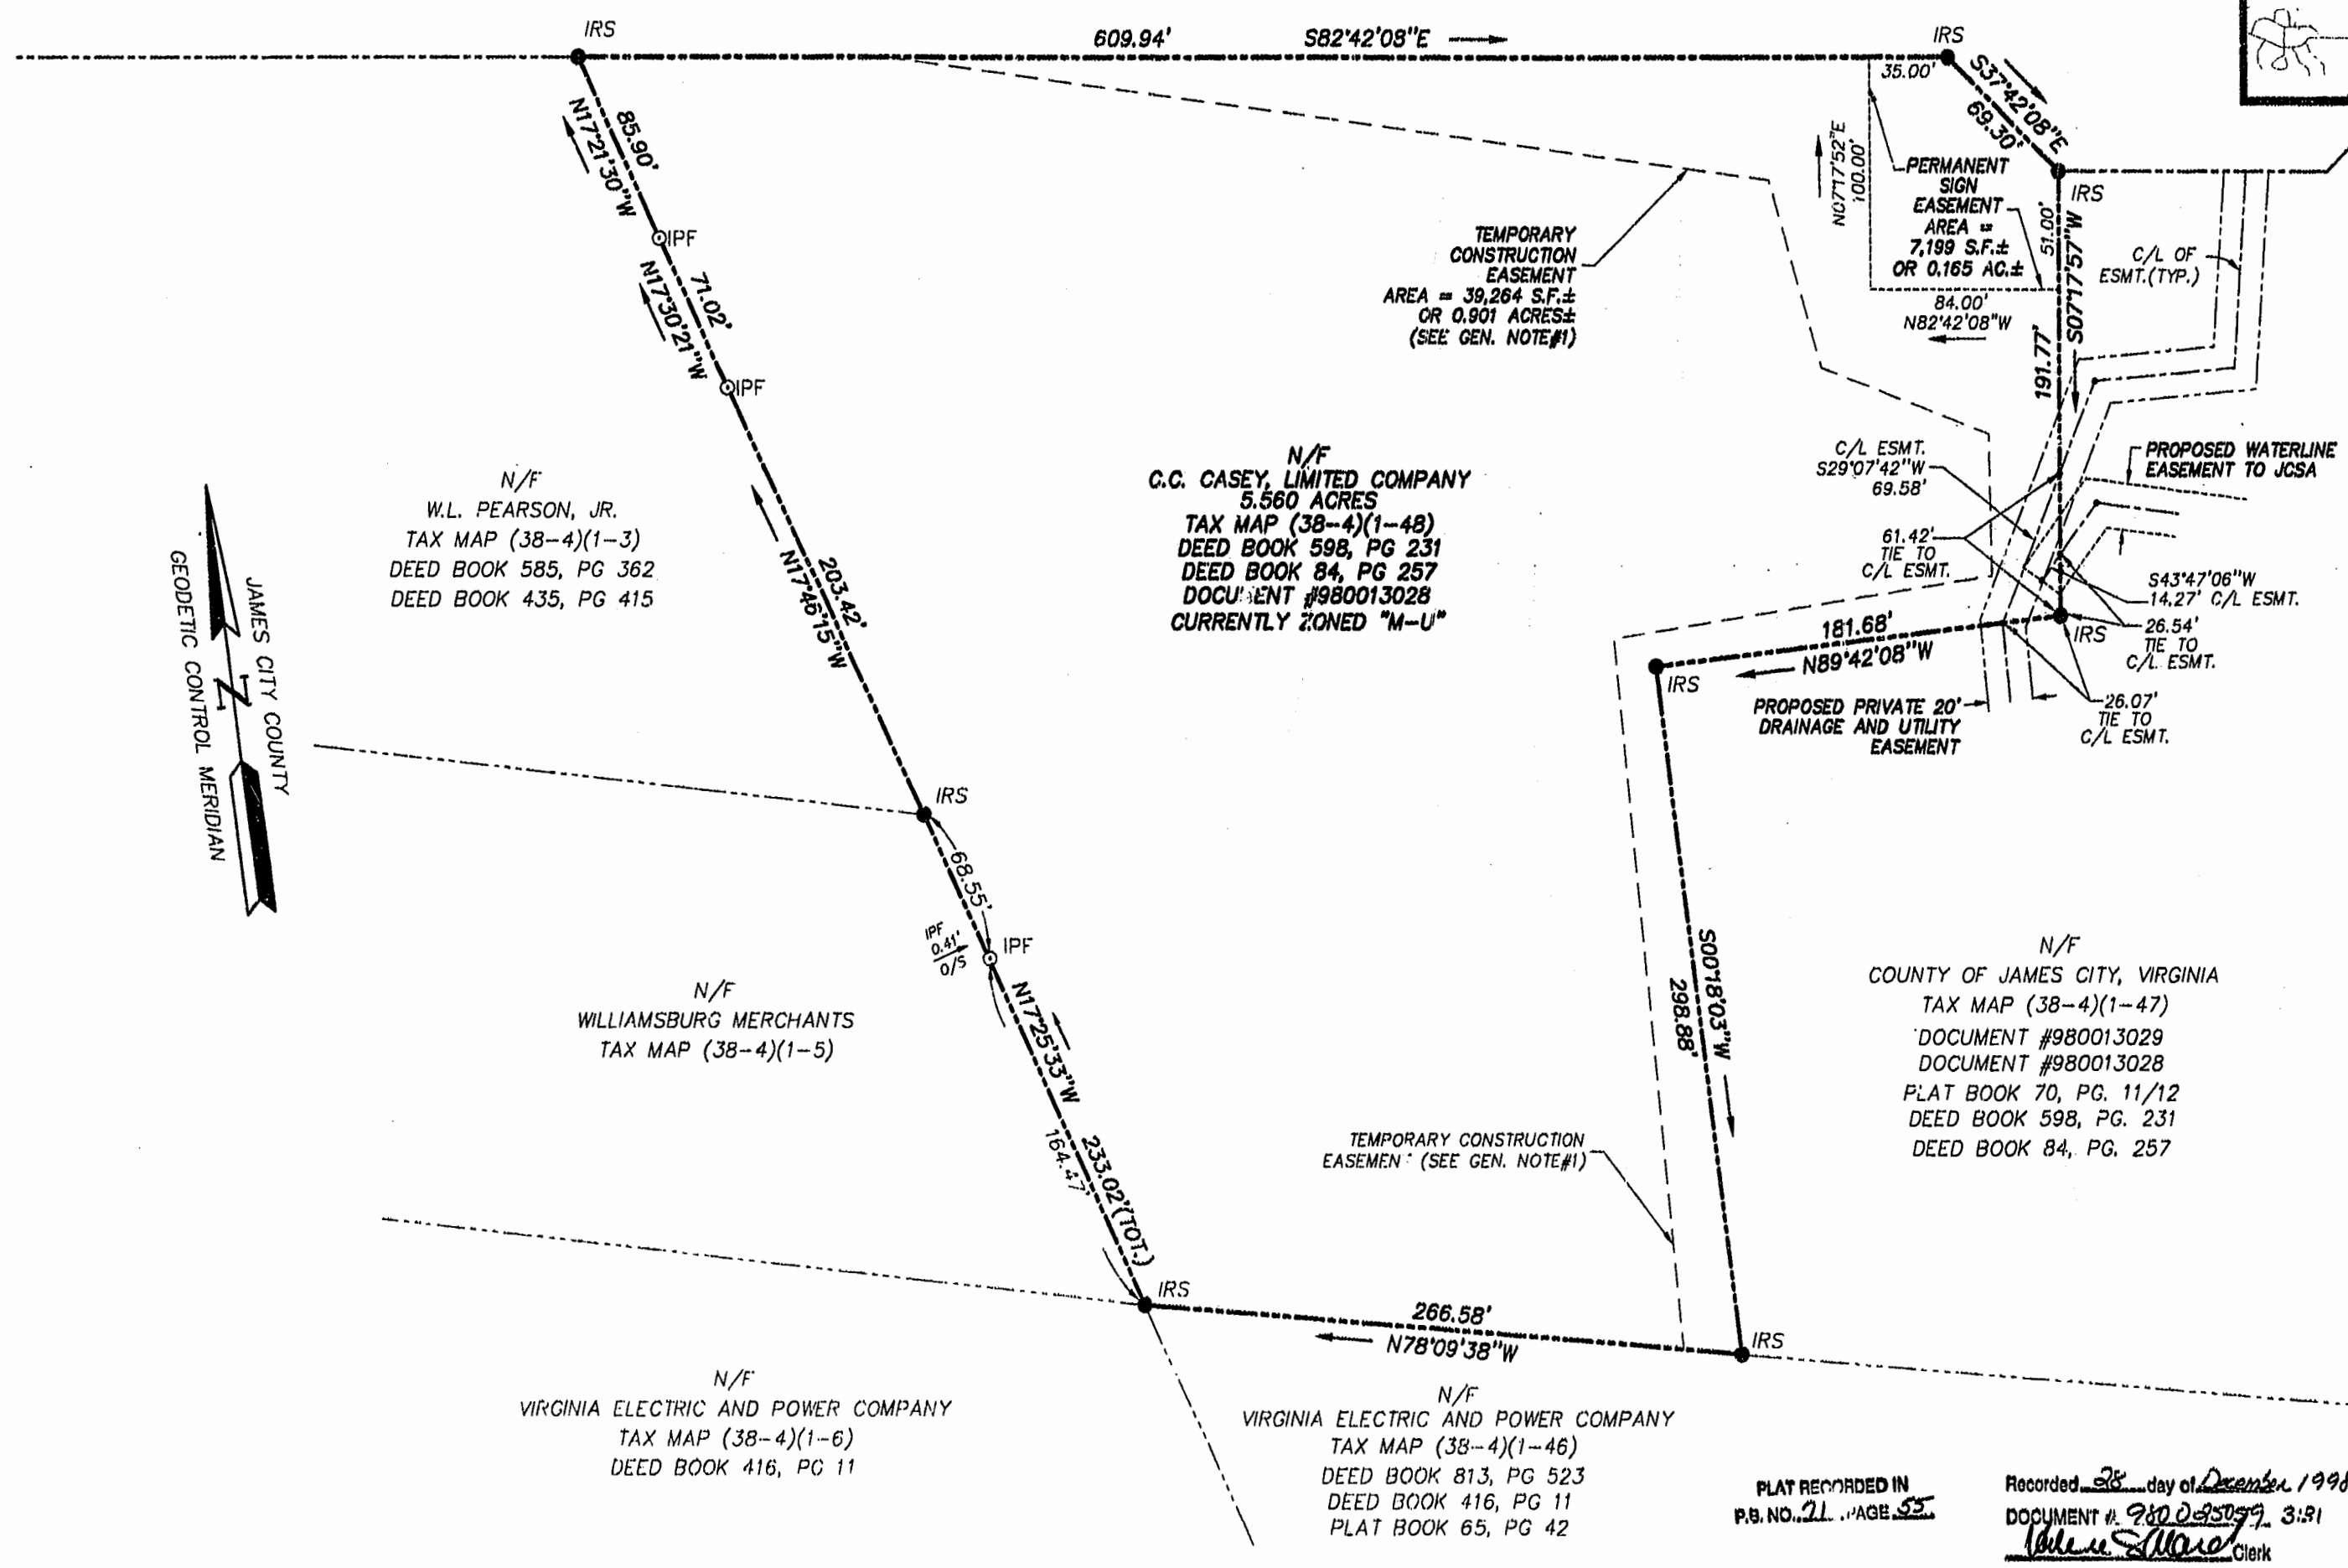 IRS
609.94' S82°42'08"E
IRS
35.00'
S37°42'08"E
69.30'
IRS
85.90'
N17°21'30"W
IPF
71.02'
N17°30'21"W
IPF
N07°17'52"E
100.00'
PERMANENT
SIGN
EASEMENT
AREA =
7,199 S.F.±
OR 0.165 AC.±
51.00'
S07°17'57"W
191.77'
84.00'
N82°42'08"W
C/L OF
ESMT.(TYP.)
TEMPORARY
CONSTRUCTION
EASEMENT
AREA = 39,264 S.F.±
OR 0.901 ACRES±
(SEE GEN. NOTE#1)
N/F
C.C. CASEY, LIMITED COMPANY
5.560 ACRES
TAX MAP (38-4)(1-48)
DEED BOOK 598, PG 231
DEED BOOK 84, PG 257
DOCU ENT #980013028
CURRENTLY ZONED "M-U"
N/F
W.L. PEARSON, JR.
TAX MAP (38-4)(1-3)
DEED BOOK 585, PG 362
DEED BOOK 435, PG 415
C/L ESMT.
S29°07'42"W
69.58'
PROPOSED WATERLINE
EASEMENT TO JCSA
61.42'
TIE TO
C/L ESMT.
S43°47'06"W
14.27' C/L ESMT.
26.54'
TIE TO
C/L ESMT.
IRS
26.07'
TIE TO
C/L ESMT.
181.68'
N89°42'08"W
IRS
PROPOSED PRIVATE 20'
DRAINAGE AND UTILITY
EASEMENT
203.42'
N17°46'15"W
N
JAMES CITY COUNTY
GEODETIC CONTROL MERIDIAN
IRS
68.55'
IPF
0.41'
O/S
IPF
N17°25'33"W
233.02'(TOT.)
164.47'
S00°18'03"W
298.88'
N/F
WILLIAMSBURG MERCHANTS
TAX MAP (38-4)(1-5)
N/F
COUNTY OF JAMES CITY, VIRGINIA
TAX MAP (38-4)(1-47)
DOCUMENT #980013029
DOCUMENT #980013028
PLAT BOOK 70, PG. 11/12
DEED BOOK 598, PG. 231
DEED BOOK 84, PG. 257
TEMPORARY CONSTRUCTION
EASEMEN (SEE GEN. NOTE#1)
IRS
266.58'
N78°09'38"W
IRS
N/F
VIRGINIA ELECTRIC AND POWER COMPANY
TAX MAP (38-4)(1-6)
DEED BOOK 416, PG 11
N/F
VIRGINIA ELECTRIC AND POWER COMPANY
TAX MAP (38-4)(1-46)
DEED BOOK 813, PG 523
DEED BOOK 416, PG 11
PLAT BOOK 65, PG 42
PLAT RECORDED IN
P.B. NO. 71 PAGE 55
Recorded 28 day of December 1998
DOCUMENT # 3:31
Clerk